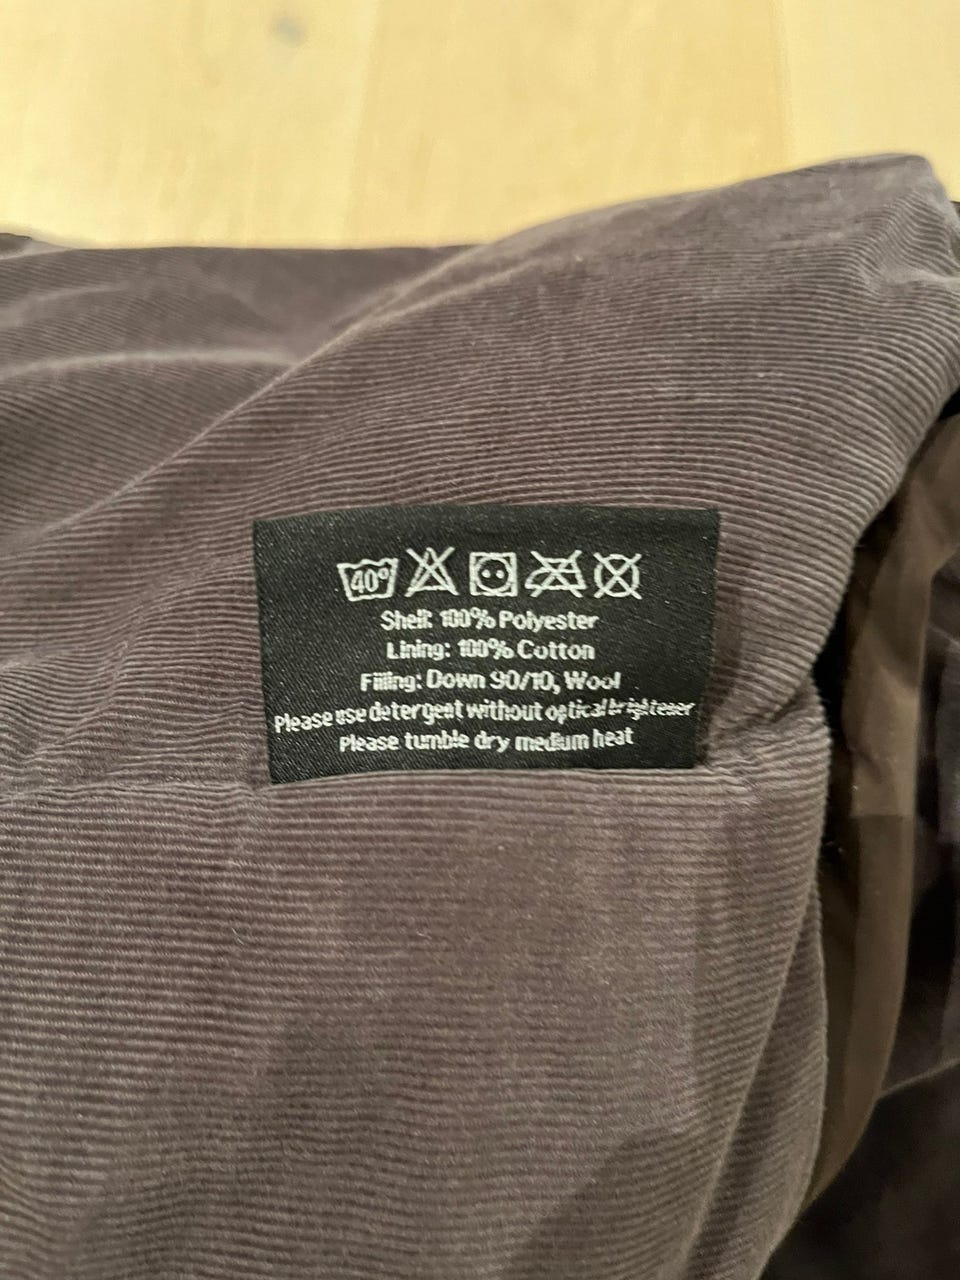 40°
Shell: 100% Polyester
Lining: 100% Cotton
Filling: Down 90/10, Wool
Please use detergent without optical brightener
Please tumble dry medium heat